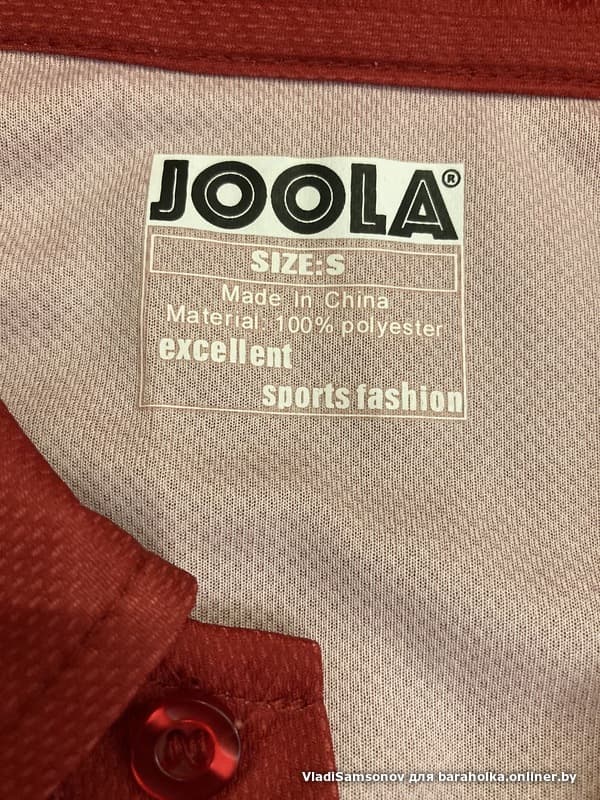 JOOLA®
SIZE:S
Made In China
Material: 100% polyester
excellent
sports fashion
VladiSamsonov для baraholka.onliner.by